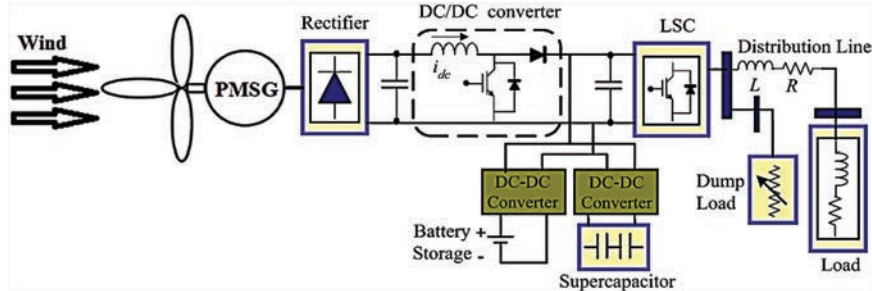 Wind
PMSG
Rectifier
DC/DC converter
i_dc
LSC
Distribution Line
L
R
DC-DC
Converter
DC-DC
Converter
Battery +
Storage -
Supercapacitor
Dump
Load
Load